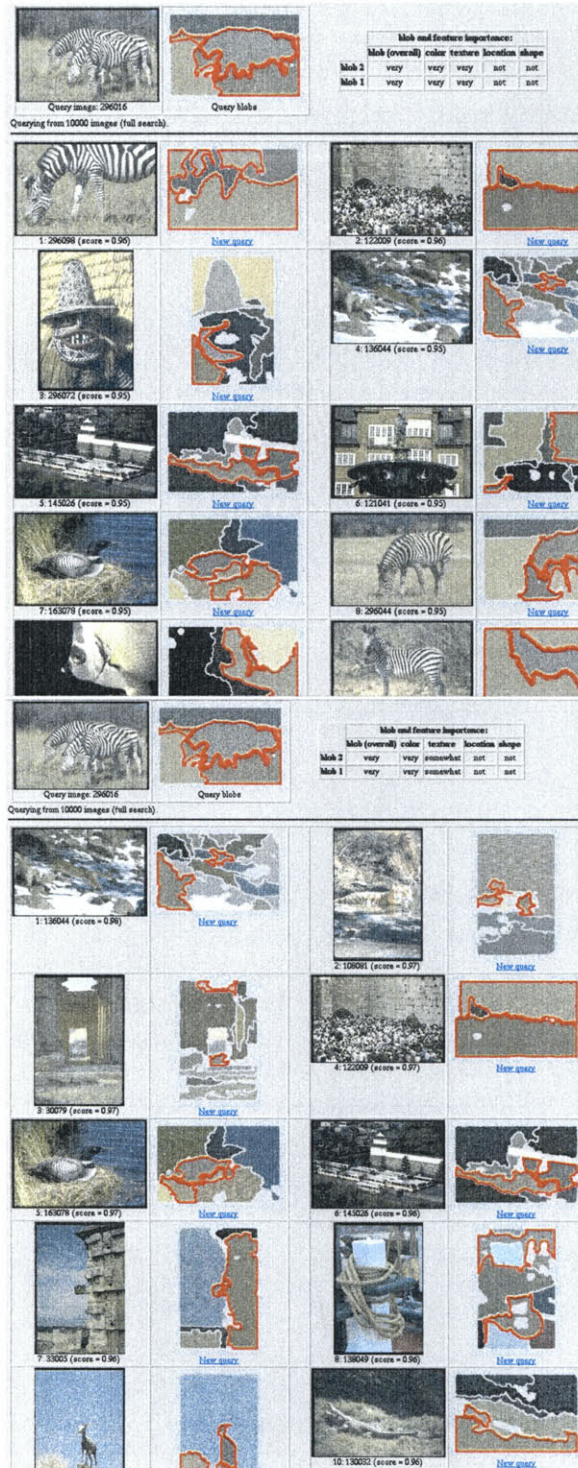 blob and feature importance:
blob (overall) color texture location shape
blob 2 very very very not not
blob 1 very very very not not
Query image: 296016 Query blobs
Querying from 10000 images (full search).
1: 296098 (score = 0.96) New query 2: 122009 (score = 0.96) New query
3: 296072 (score = 0.95) New query 4: 136044 (score = 0.95) New query
5: 145026 (score = 0.95) New query 6: 121041 (score = 0.95) New query
7: 163078 (score = 0.95) New query 8: 296044 (score = 0.95) New query
blob and feature importance:
blob (overall) color texture location shape
blob 2 very very somewhat not not
blob 1 very very somewhat not not
Query image: 296016 Query blobs
Querying from 10000 images (full search).
1: 136044 (score = 0.98) New query 2: 108081 (score = 0.97) New query
3: 30079 (score = 0.97) New query 4: 122009 (score = 0.97) New query
5: 163078 (score = 0.97) New query 6: 145026 (score = 0.96) New query
7: 33005 (score = 0.96) New query 8: 138049 (score = 0.96) New query
10: 130032 (score = 0.96) New query